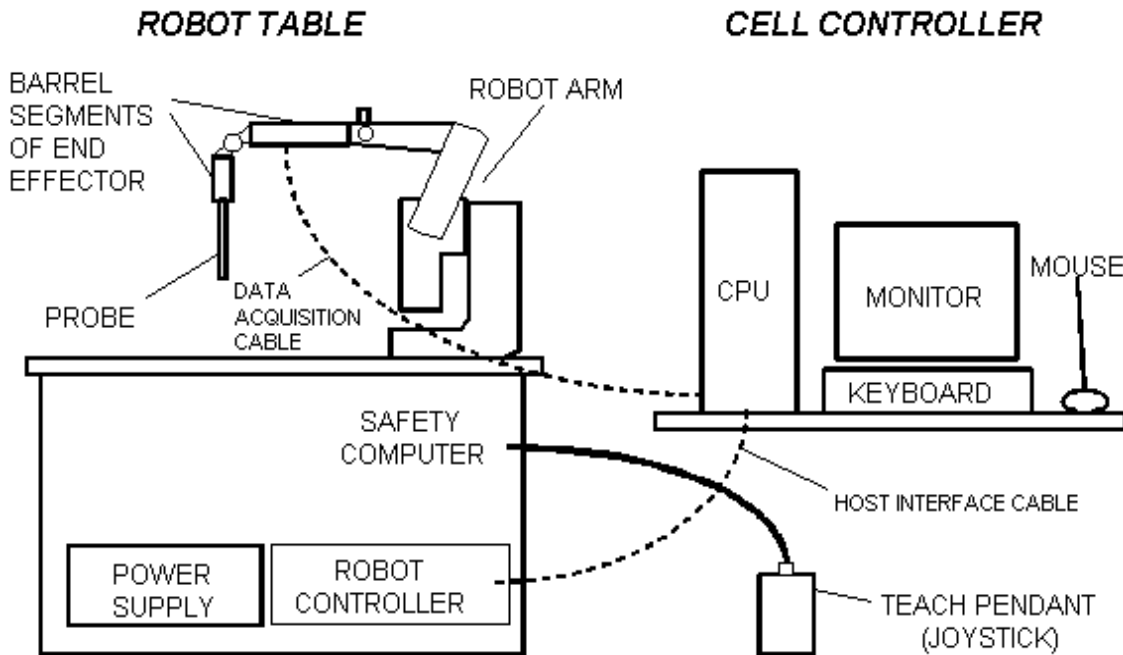 ROBOT TABLE
CELL CONTROLLER
BARREL
SEGMENTS
OF END
EFFECTOR
ROBOT ARM
PROBE
DATA
ACQUISITION
CABLE
CPU
MONITOR
MOUSE
KEYBOARD
SAFETY
COMPUTER
HOST INTERFACE CABLE
POWER
SUPPLY
ROBOT
CONTROLLER
TEACH PENDANT
(JOYSTICK)